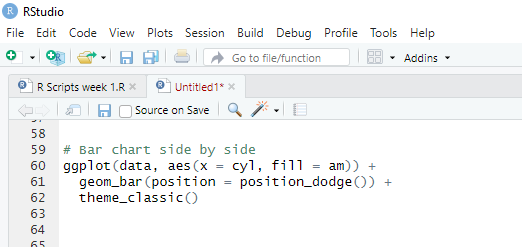 RStudio
File Edit Code View Plots Session Build Debug Profile Tools Help
Go to file/function Addins
R Scripts week 1.R × Untitled1* ×
Source on Save
58
59 # Bar chart side by side
60 ggplot(data, aes(x = cyl, fill = am)) +
61 geom_bar(position = position_dodge()) +
62 theme_classic()
63
64